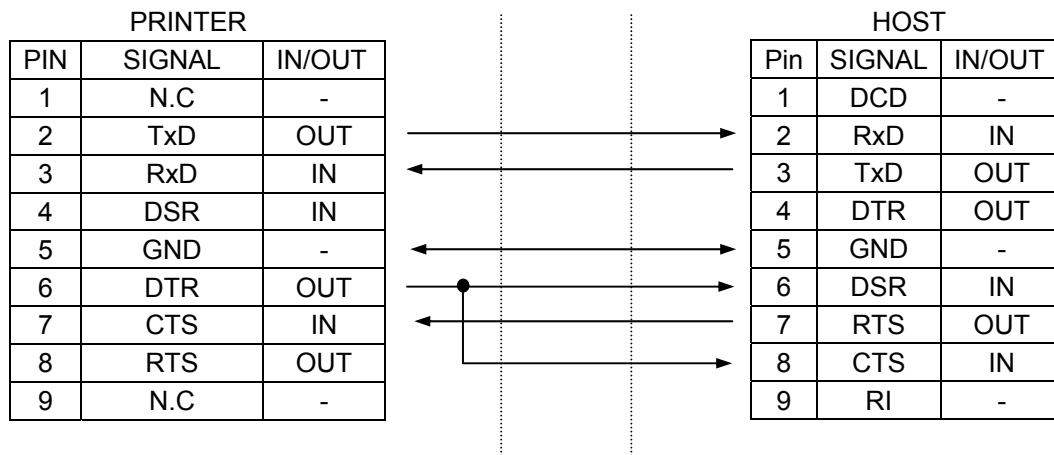 PRINTER HOST
PIN SIGNAL IN/OUT Pin SIGNAL IN/OUT
1 N.C - 1 DCD -
2 TxD OUT 2 RxD IN
3 RxD IN 3 TxD OUT
4 DSR IN 4 DTR OUT
5 GND - 5 GND -
6 DTR OUT 6 DSR IN
7 CTS IN 7 RTS OUT
8 RTS OUT 8 CTS IN
9 N.C - 9 RI -